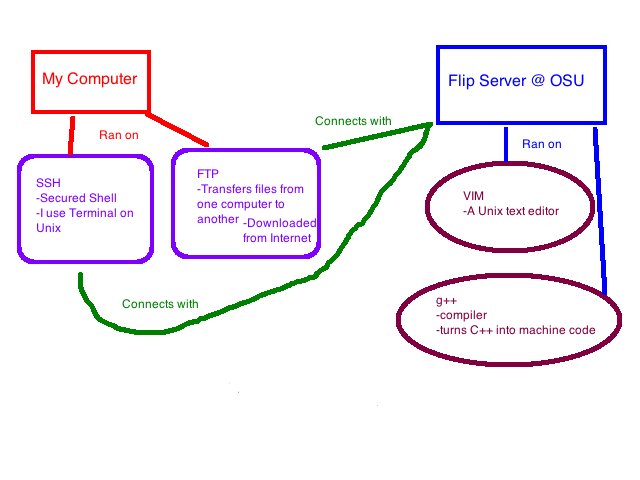 My Computer
Flip Server @ OSU
Connects with
Ran on
Ran on
SSH
-Secured Shell
-I use Terminal on
Unix
FTP
-Transfers files from
one computer to
another
-Downloaded
from Internet
VIM
-A Unix text editor
Connects with
g++
-compiler
-turns C++ into machine code